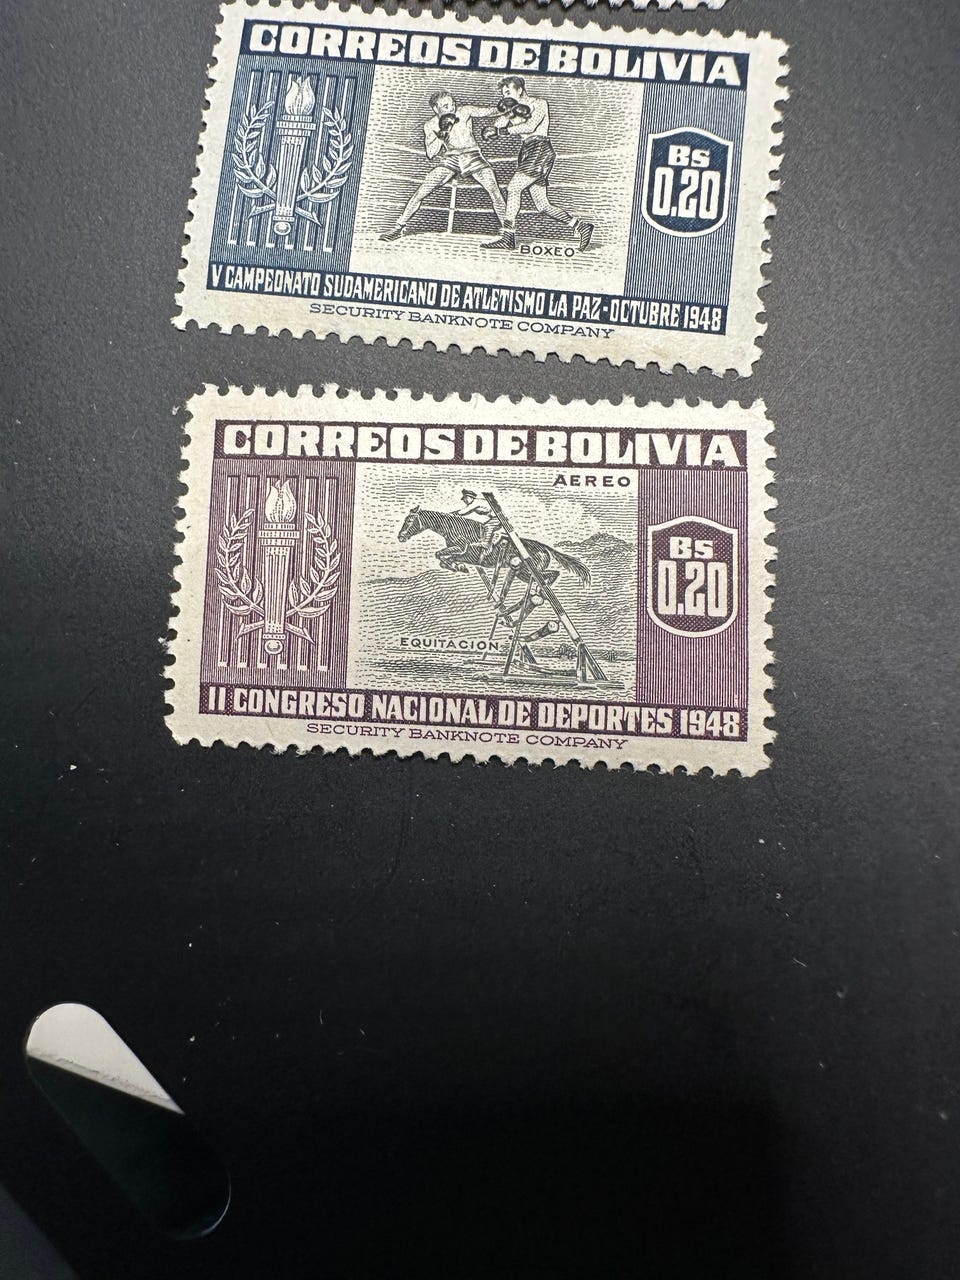 CORREOS DE BOLIVIA
Bs
0.20
BOXEO
V CAMPEONATO SUDAMERICANO DE ATLETISMO LA PAZ-OCTUBRE 1948
SECURITY BANKNOTE COMPANY
CORREOS DE BOLIVIA
AEREO
Bs
0.20
EQUITACION
II CONGRESO NACIONAL DE DEPORTES 1948
SECURITY BANKNOTE COMPANY